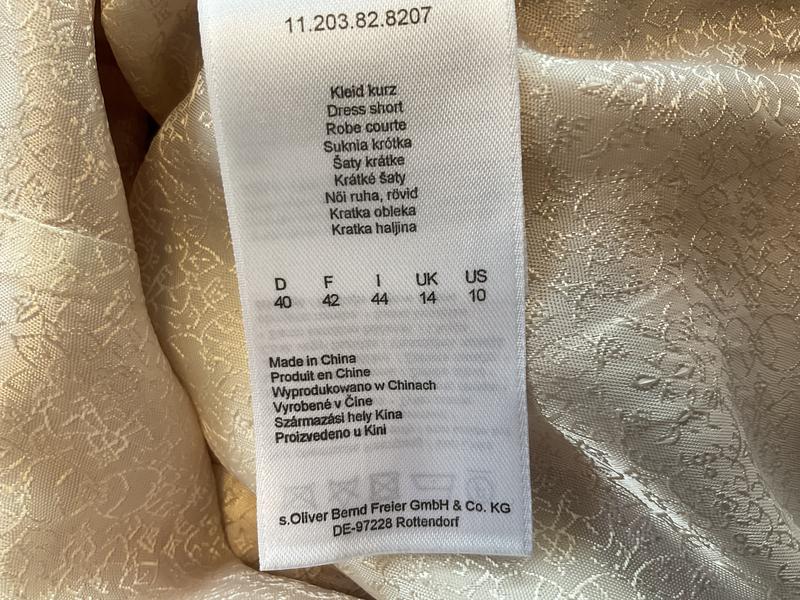 11.203.82.8207
Kleid kurz
Dress short
Robe courte
Suknia krótka
Šaty krátke
Krátké šaty
Női ruha, rövid
Kratka obleka
Kratka haljina
D F I UK US
40 42 44 14 10
Made in China
Produit en Chine
Wyprodukowano w Chinach
Vyrobené v Číne
Származási hely Kína
Proizvedeno u Kini
s.Oliver Bernd Freier GmbH & Co. KG
DE-97228 Rottendorf